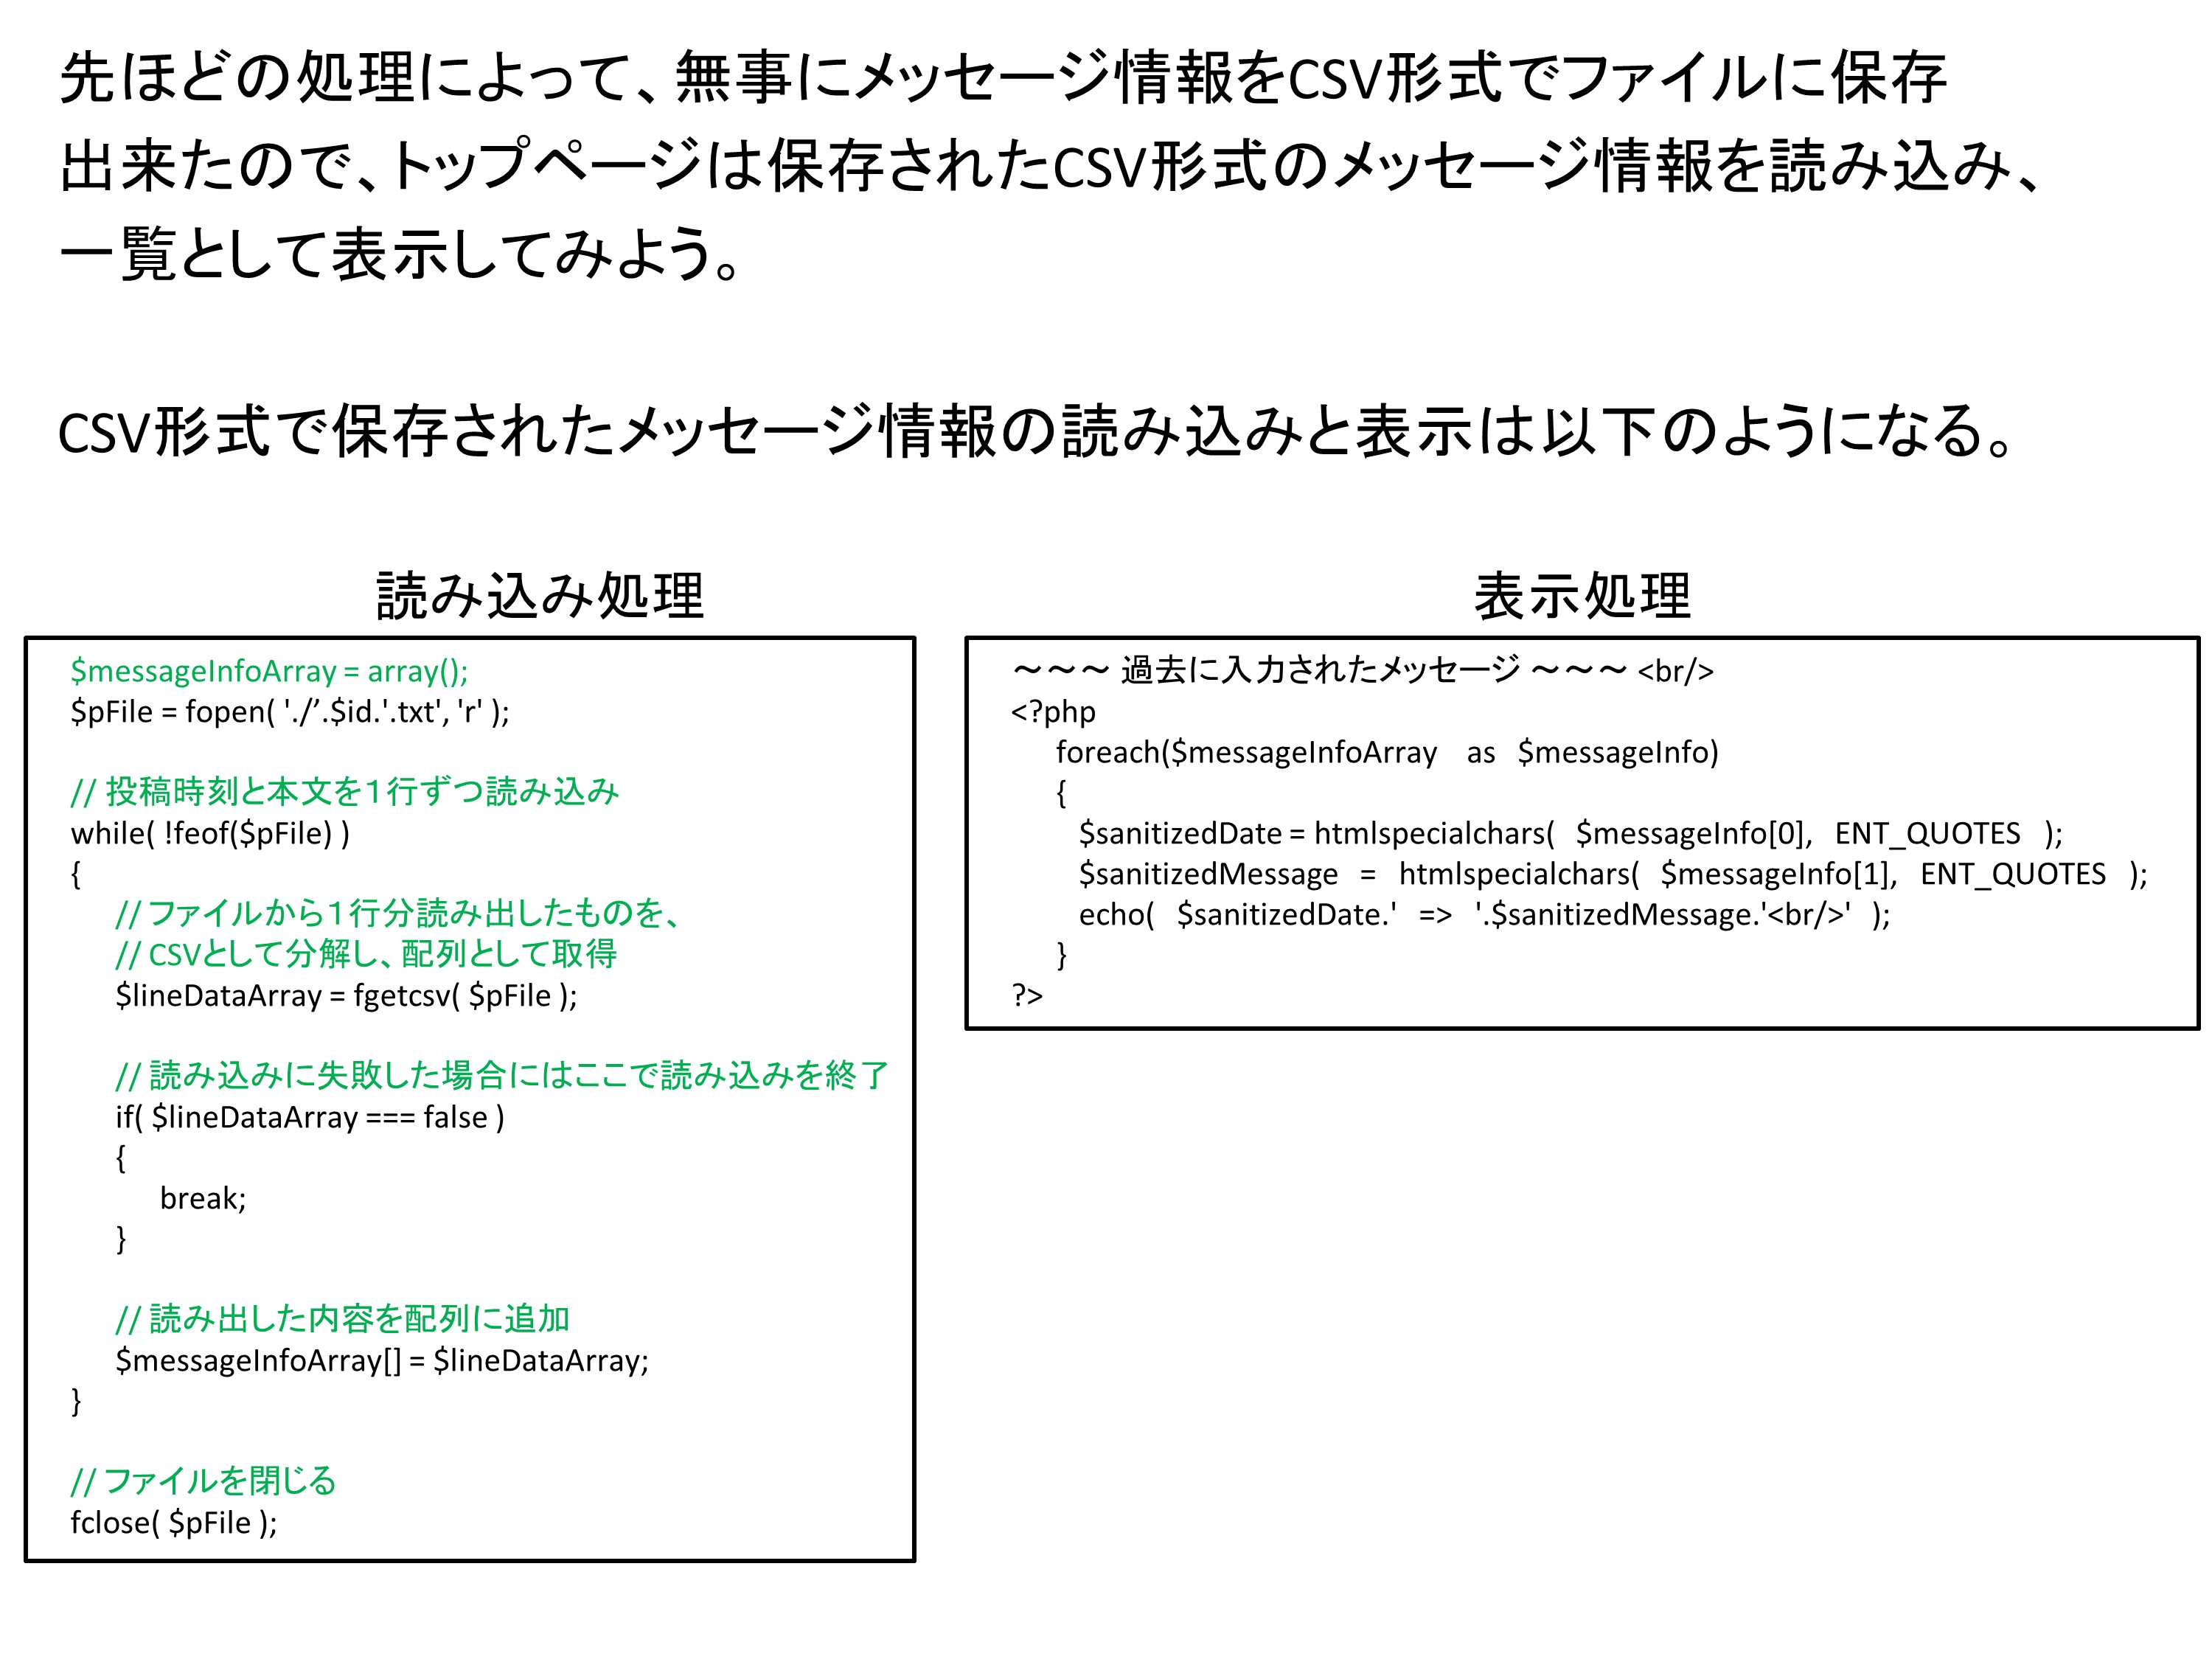 先ほどの処理によって、無事にメッセージ情報をCSV形式でファイルに保存
出来たので、トップページは保存されたCSV形式のメッセージ情報を読み込み、
一覧として表示してみよう。
CSV形式で保存されたメッセージ情報の読み込みと表示は以下のようになる。
読み込み処理
$messageInfoArray = array();
$pFile = fopen( './’.$id.'.txt', 'r' );
// 投稿時刻と本文を１行ずつ読み込み
while( !feof($pFile) )
{
// ファイルから１行分読み出したものを、
// CSVとして分解し、配列として取得
$lineDataArray = fgetcsv( $pFile );
// 読み込みに失敗した場合にはここで読み込みを終了
if( $lineDataArray === false )
{
break;
}
// 読み出した内容を配列に追加
$messageInfoArray[] = $lineDataArray;
}
// ファイルを閉じる
fclose( $pFile );
表示処理
～～～ 過去に入力されたメッセージ ～～～ <br/>
<?php
foreach($messageInfoArray as $messageInfo)
{
$sanitizedDate = htmlspecialchars( $messageInfo[0], ENT_QUOTES );
$sanitizedMessage = htmlspecialchars( $messageInfo[1], ENT_QUOTES );
echo( $sanitizedDate.' => '.$sanitizedMessage.'<br/>' );
}
?>